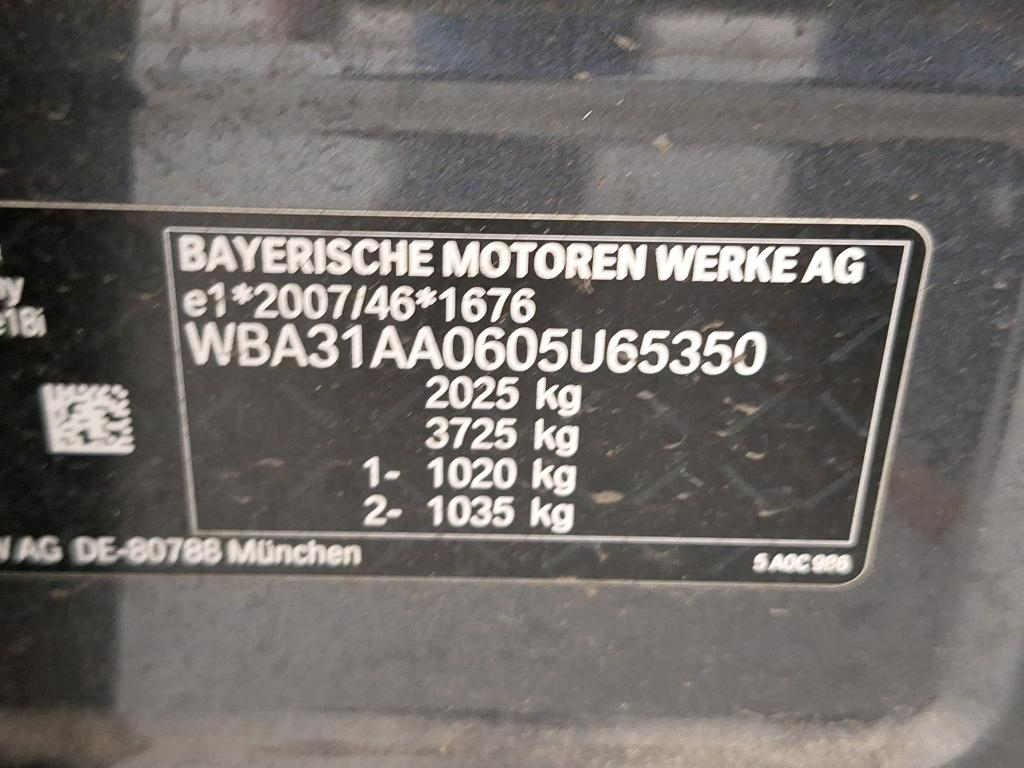 BAYERISCHE MOTOREN WERKE AG
e1*2007/46*1676
WBA31AA0605U65350
2025 kg
3725 kg
1- 1020 kg
2- 1035 kg
AG DE-80788 München
5 A0C 986